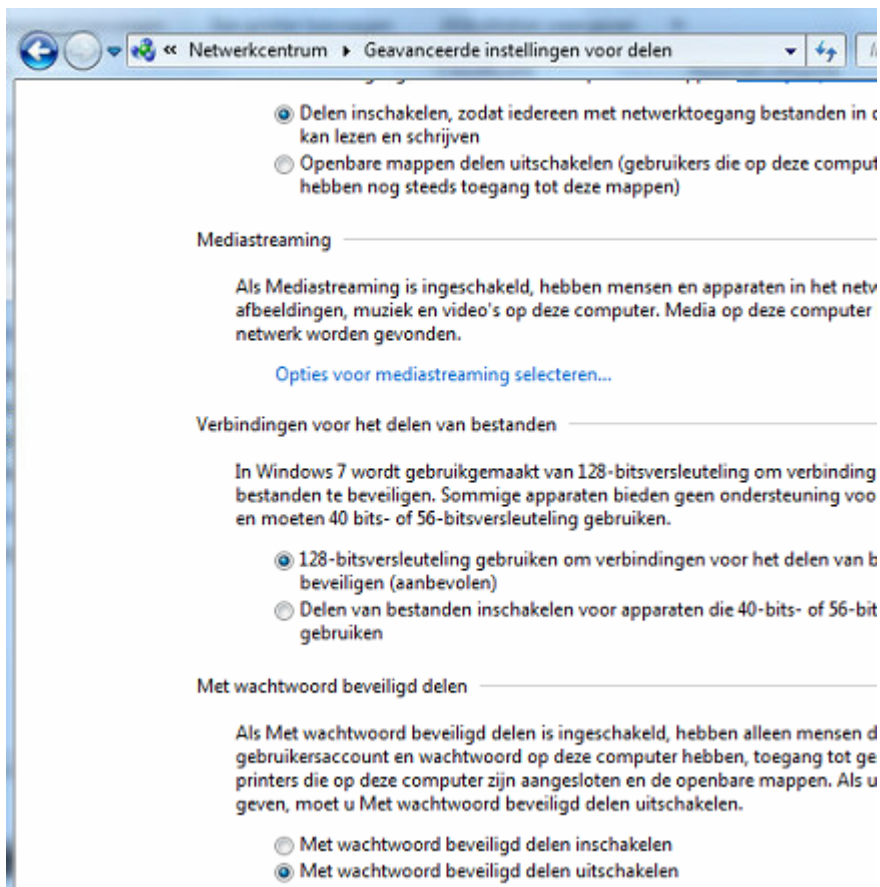 « Netwerkcentrum ▸ Geavanceerde instellingen voor delen
Delen inschakelen, zodat iedereen met netwerktoegang bestanden in
kan lezen en schrijven
Openbare mappen delen uitschakelen (gebruikers die op deze
hebben nog steeds toegang tot deze mappen)
Mediastreaming
Als Mediastreaming is ingeschakeld, hebben mensen en apparaten in het
afbeeldingen, muziek en video's op deze computer. Media op deze computer
netwerk worden gevonden.
Opties voor mediastreaming selecteren...
Verbindingen voor het delen van bestanden
In Windows 7 wordt gebruikgemaakt van 128-bitsversleuteling om verbinding
bestanden te beveiligen. Sommige apparaten bieden geen ondersteuning voo
en moeten 40 bits- of 56-bitsversleuteling gebruiken.
128-bitsversleuteling gebruiken om verbindingen voor het delen van b
beveiligen (aanbevolen)
Delen van bestanden inschakelen voor apparaten die 40-bits- of 56-bit
gebruiken
Met wachtwoord beveiligd delen
Als Met wachtwoord beveiligd delen is ingeschakeld, hebben alleen mensen d
gebruikersaccount en wachtwoord op deze computer hebben, toegang tot ge
printers die op deze computer zijn aangesloten en de openbare mappen. Als u
geven, moet u Met wachtwoord beveiligd delen uitschakelen.
Met wachtwoord beveiligd delen inschakelen
Met wachtwoord beveiligd delen uitschakelen